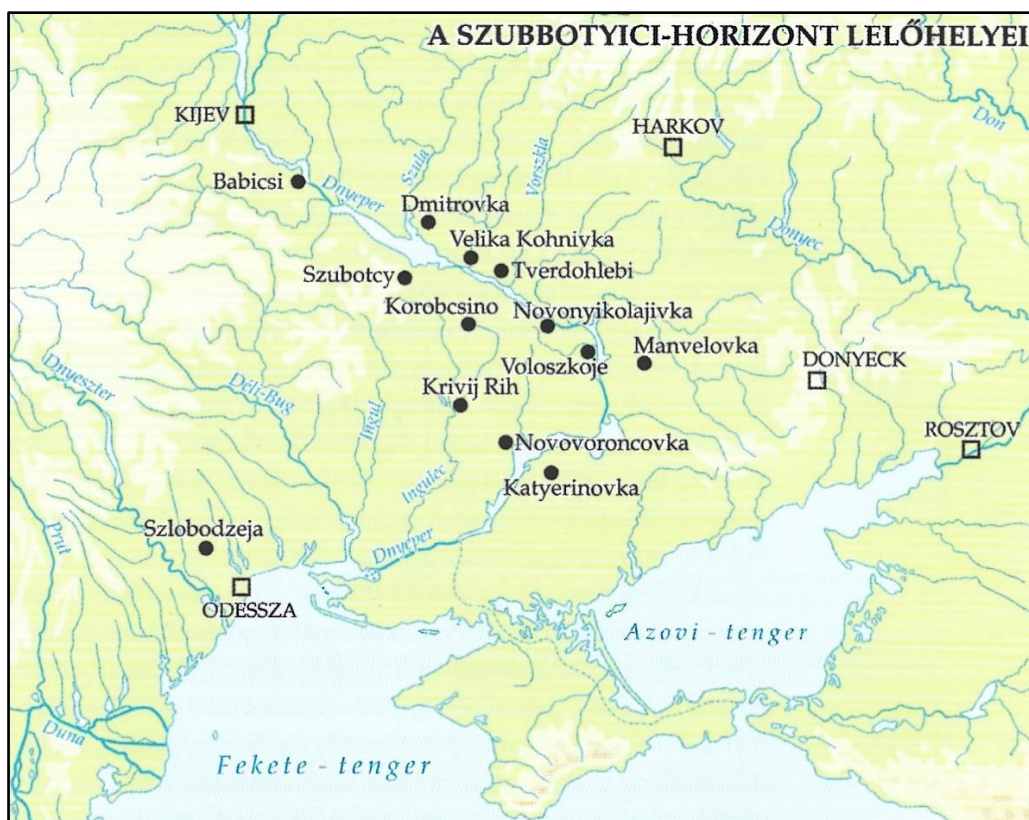 A SZUBBOTYICI-HORIZONT LELŐHELYEI
KIJEV
HARKOV
Don
Babicsi
Dnyeper
Szula
Vorszkla
Dmitrovka
Velika Kohnivka
Donyec
Szubotcy
Tverdohlebi
Korobcsino
Novonyikolajivka
Voloszkoje
Manvelovka
DONYECK
Dnyeszter
Déli-Bug
Ingul
Krivij Rih
ROSZTOV
Novovoroncovka
Ingulec
Katyerinovka
Szlobodzeja
Prut
Dnyeper
ODESSZA
Azovi - tenger
Duna
Fekete - tenger